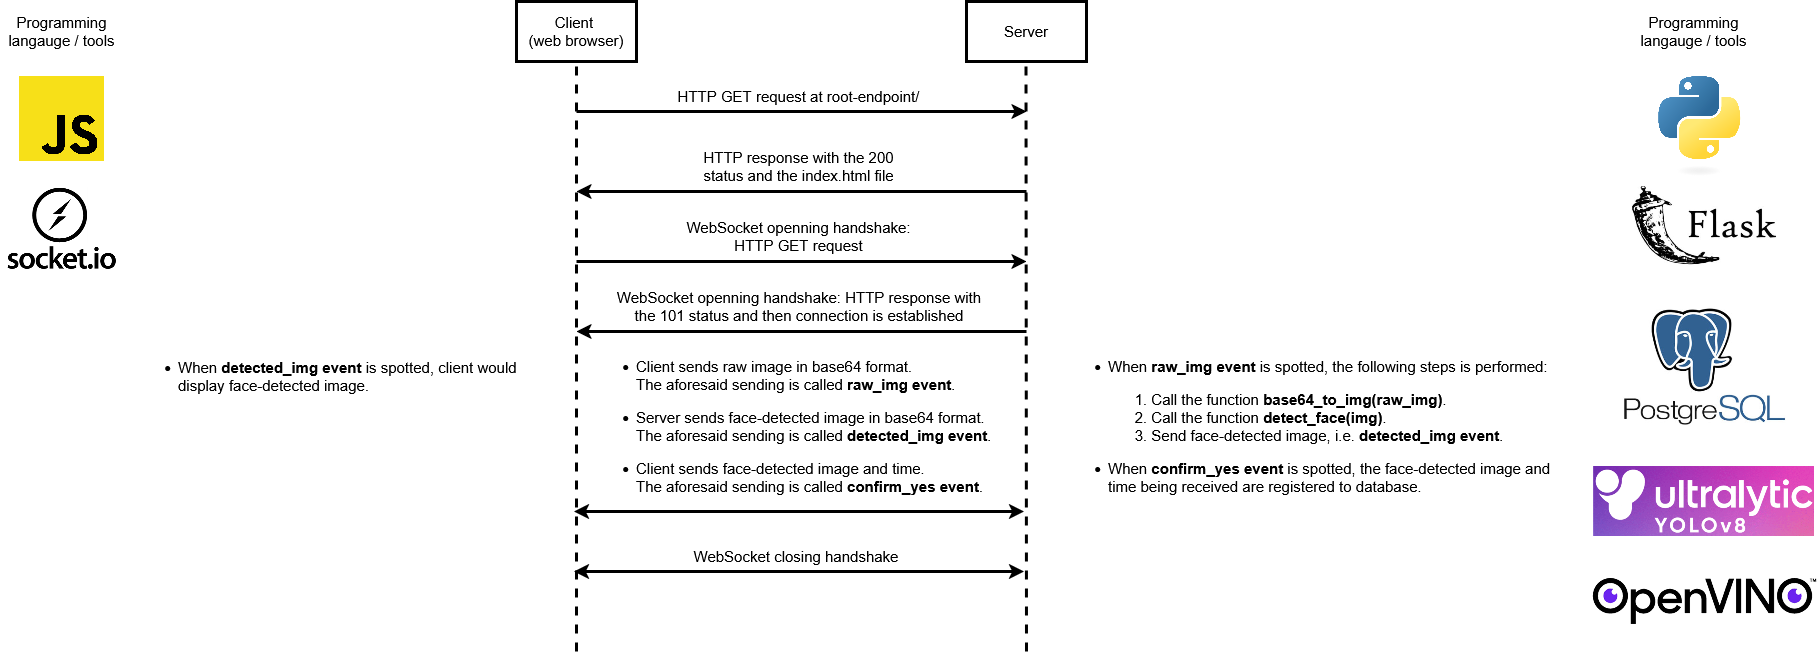 Programming
langauge / tools
Client
(web browser)
Server
Programming
langauge / tools
JS
socket.io
HTTP GET request at root-endpoint/
HTTP response with the 200
status and the index.html file
WebSocket openning handshake:
HTTP GET request
WebSocket openning handshake: HTTP response with
the 101 status and then connection is established
• When detected_img event is spotted, client would
display face-detected image.
• Client sends raw image in base64 format.
The aforesaid sending is called raw_img event.
• Server sends face-detected image in base64 format.
The aforesaid sending is called detected_img event.
• Client sends face-detected image and time.
The aforesaid sending is called confirm_yes event.
WebSocket closing handshake
• When raw_img event is spotted, the following steps is performed:
1. Call the function base64_to_img(raw_img).
2. Call the function detect_face(img).
3. Send face-detected image, i.e. detected_img event.
• When confirm_yes event is spotted, the face-detected image and
time being received are registered to database.
Flask
PostgreSQL
ultralytic
YOLOv8
OpenVINO™